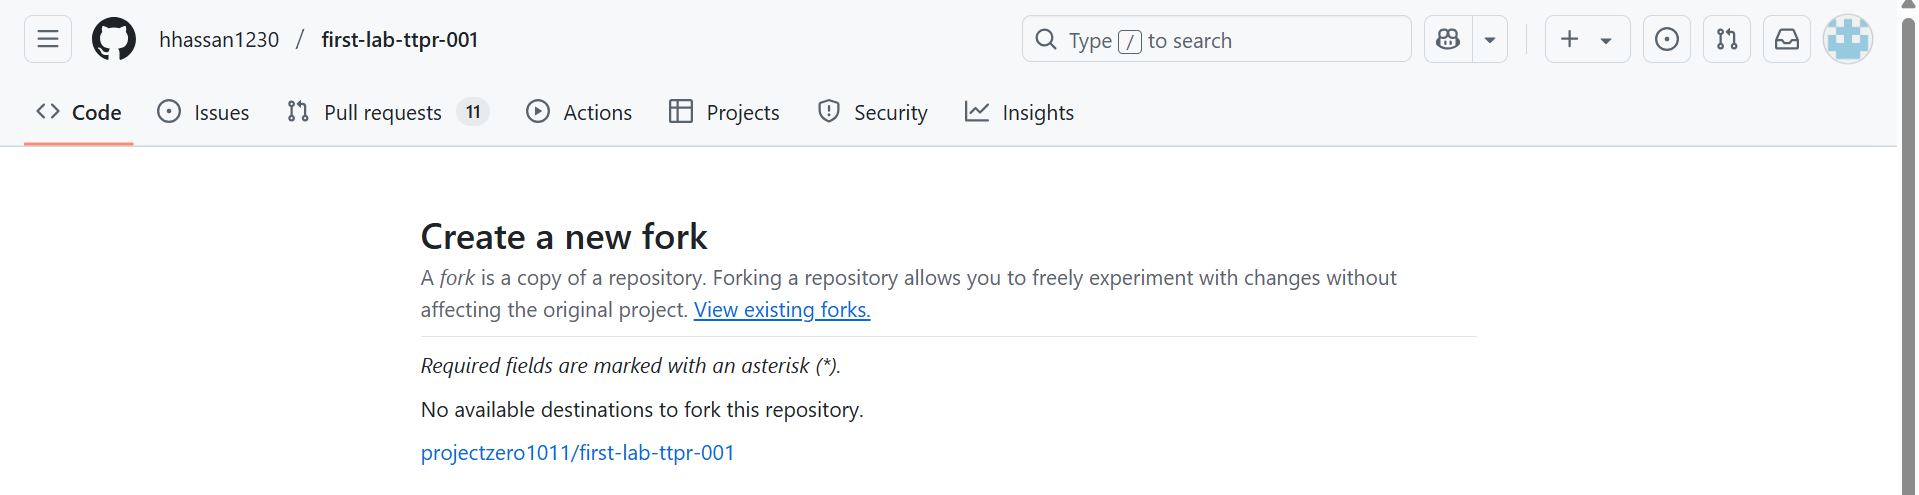 hhassan1230 / first-lab-ttpr-001
Type / to search
Code
Issues
Pull requests 11
Actions
Projects
Security
Insights
Create a new fork
A fork is a copy of a repository. Forking a repository allows you to freely experiment with changes without
affecting the original project. View existing forks.
Required fields are marked with an asterisk (*).
No available destinations to fork this repository.
projectzero1011/first-lab-ttpr-001